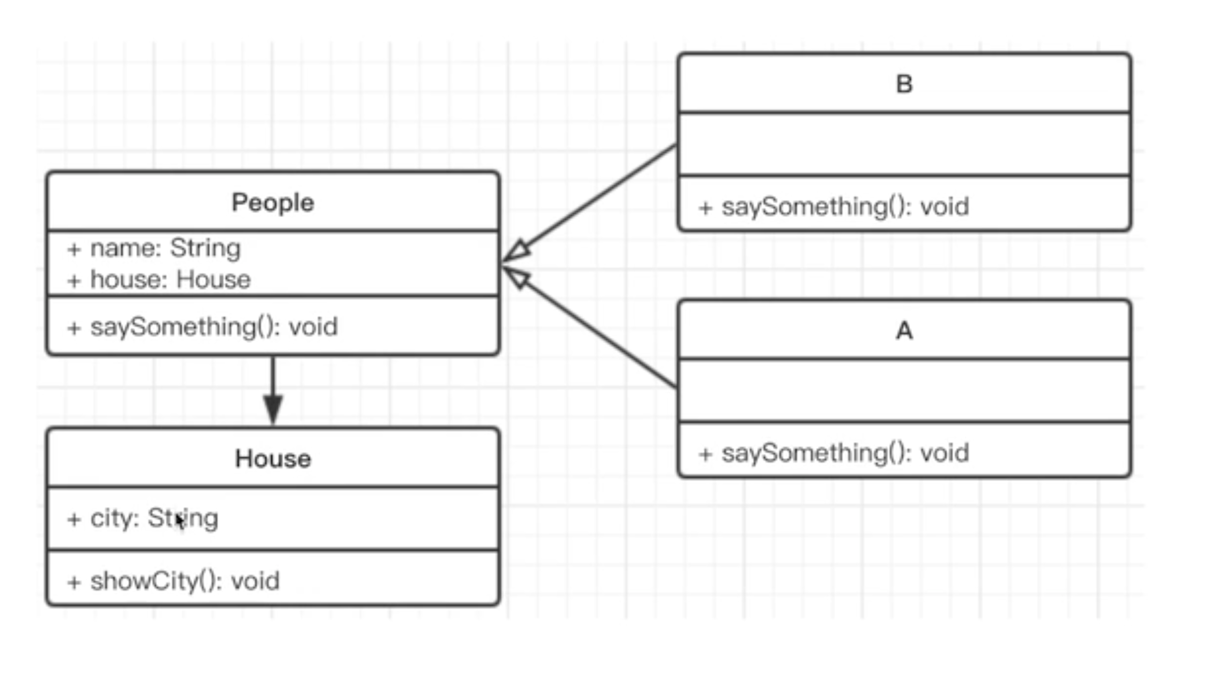 People
+ name: String
+ house: House
+ saySomething(): void
House
+ city: String
+ showCity(): void
B
+ saySomething(): void
A
+ saySomething(): void